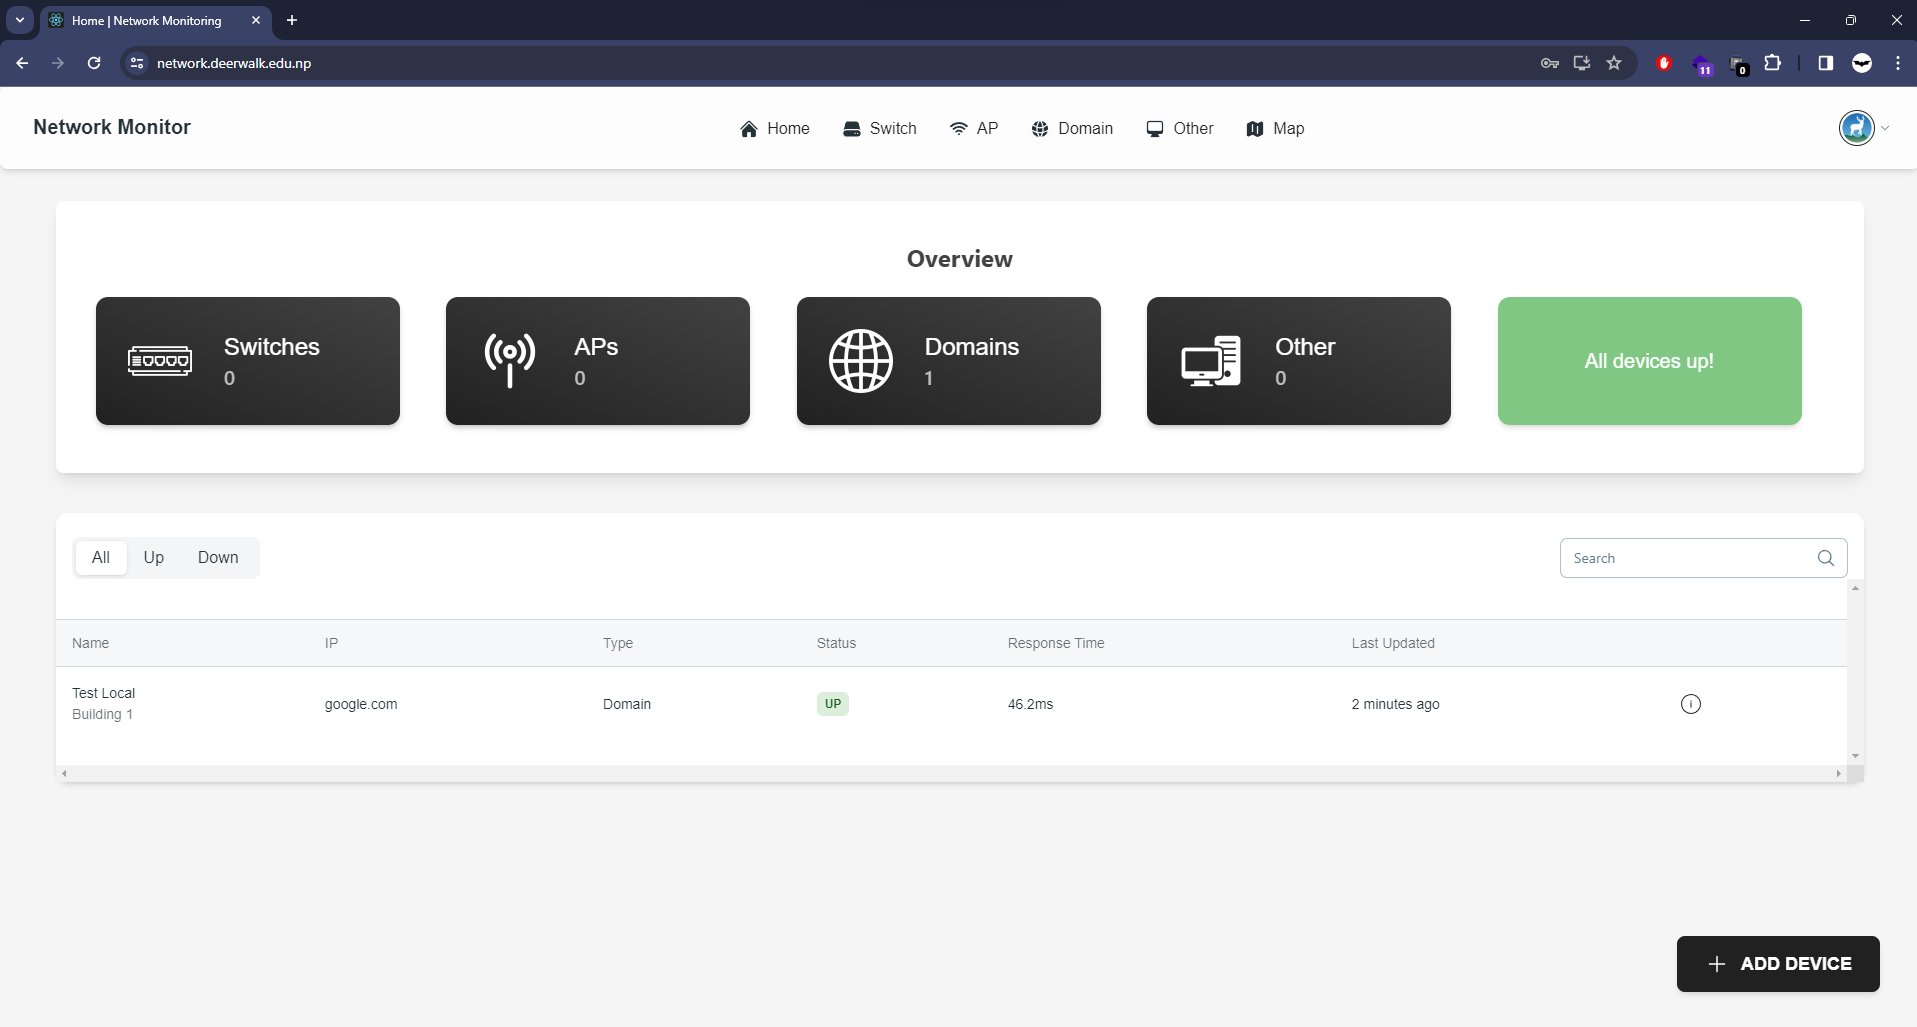 Home | Network Monitoring
network.deerwalk.edu.np
11
0
Network Monitor
Home
Switch
AP
Domain
Other
Map
Overview
Switches
0
APs
0
Domains
1
Other
0
All devices up!
All
Up
Down
Search
Name
IP
Type
Status
Response Time
Last Updated
Test Local
Building 1
google.com
Domain
UP
46.2ms
2 minutes ago
ADD DEVICE